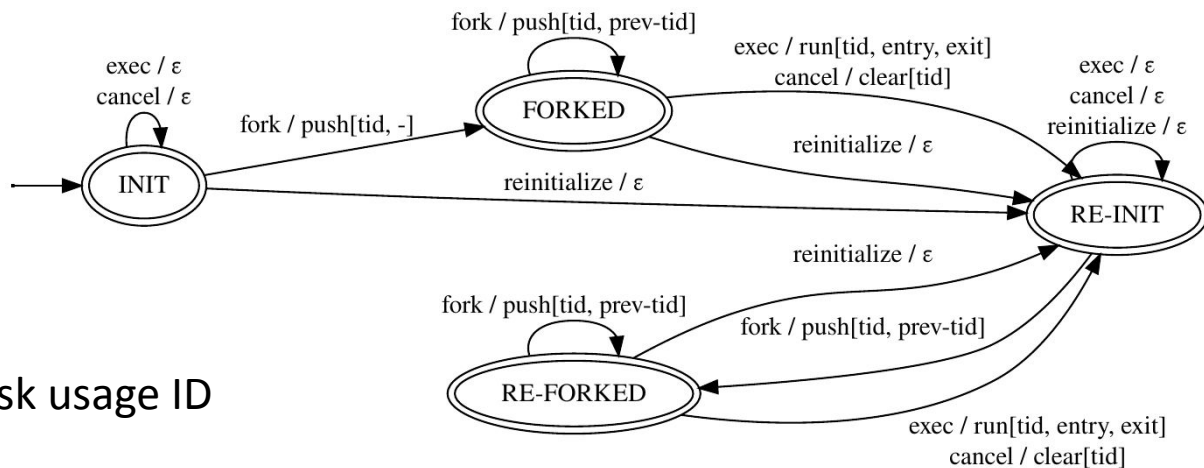 fork / push[tid, prev-tid]
exec / run[tid, entry, exit]
cancel / clear[tid]
exec / ε
cancel / ε
exec / ε
cancel / ε
reinitialize / ε
FORKED
fork / push[tid, -]
reinitialize / ε
INIT
reinitialize / ε
RE-INIT
reinitialize / ε
fork / push[tid, prev-tid]
fork / push[tid, prev-tid]
RE-FORKED
sk usage ID
exec / run[tid, entry, exit]
cancel / clear[tid]